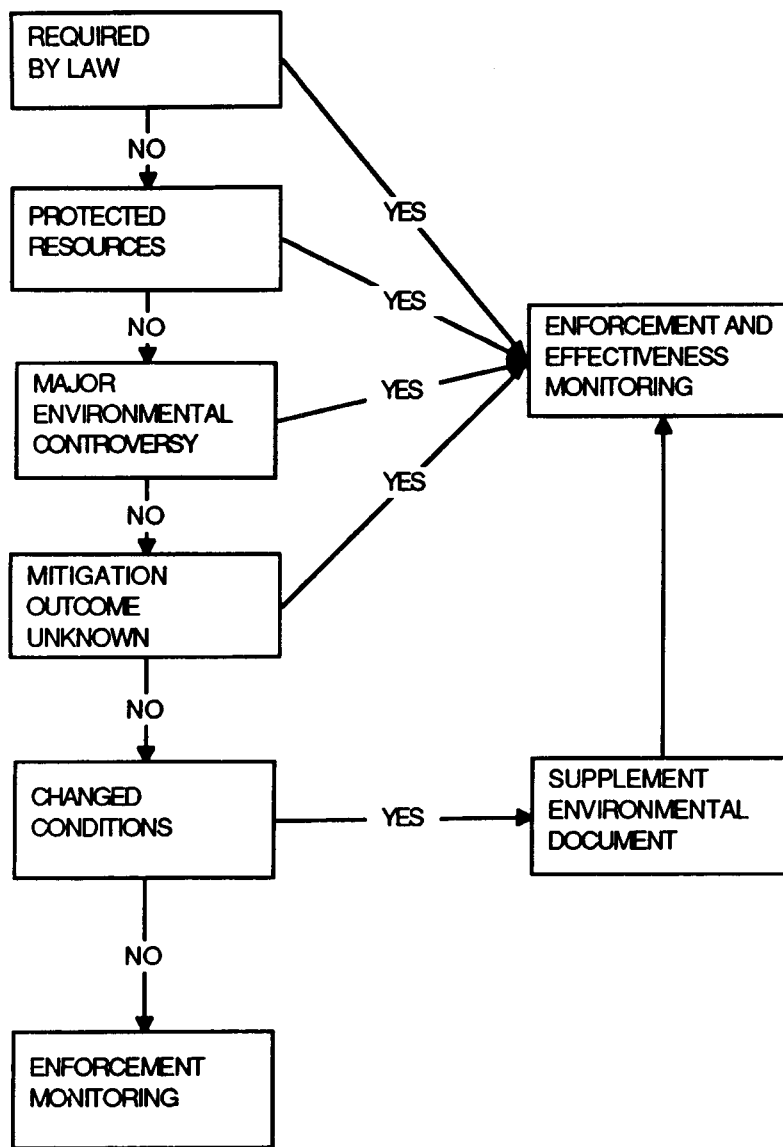 REQUIRED
BY LAW
NO
YES
PROTECTED
RESOURCES
YES
NO
ENFORCEMENT AND
EFFECTIVENESS
MONITORING
MAJOR
ENVIRONMENTAL
CONTROVERSY
YES
YES
NO
MITIGATION
OUTCOME
UNKNOWN
NO
CHANGED
CONDITIONS
YES
SUPPLEMENT
ENVIRONMENTAL
DOCUMENT
NO
ENFORCEMENT
MONITORING